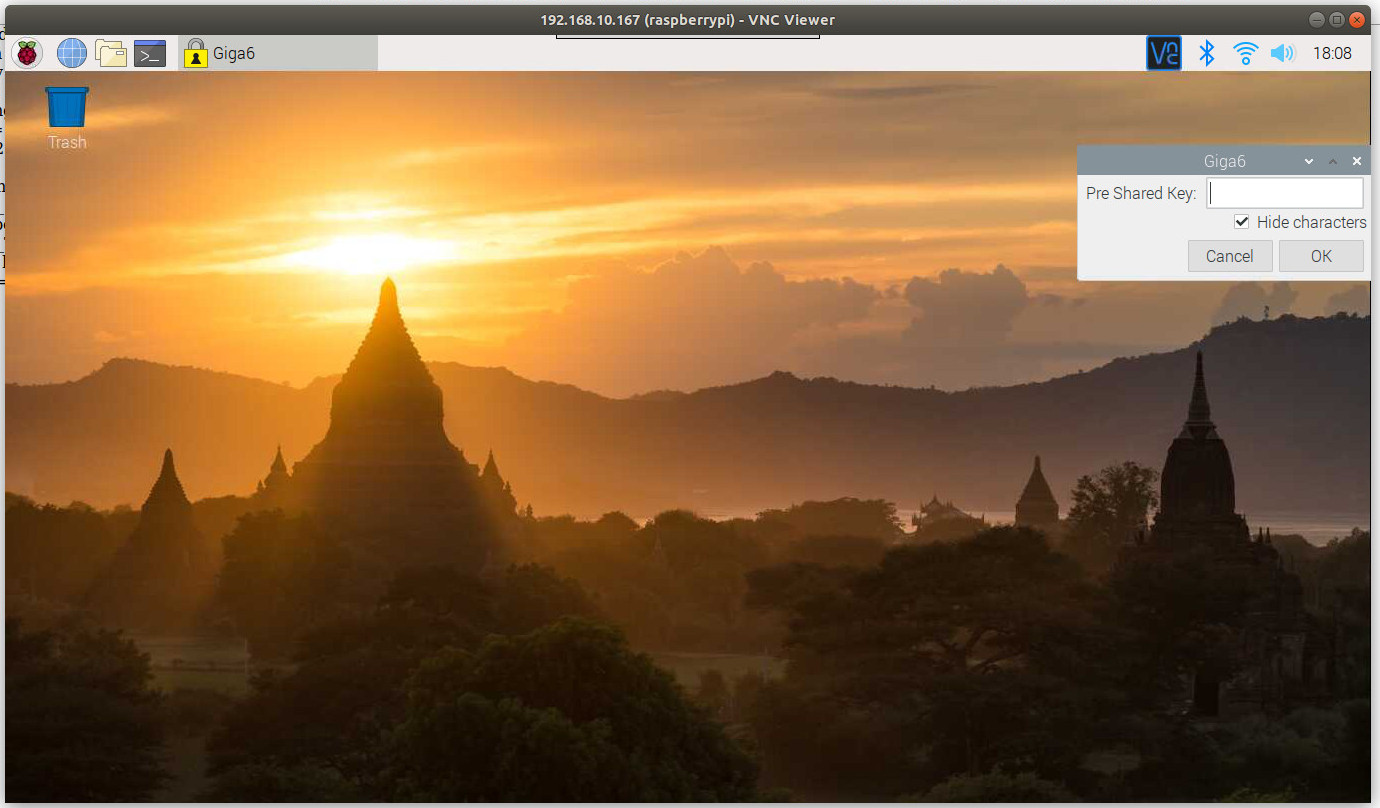 192.168.10.167 (raspberrypi) - VNC Viewer
Giga6
18:08
Trash
Giga6
Pre Shared Key:
Hide characters
Cancel OK